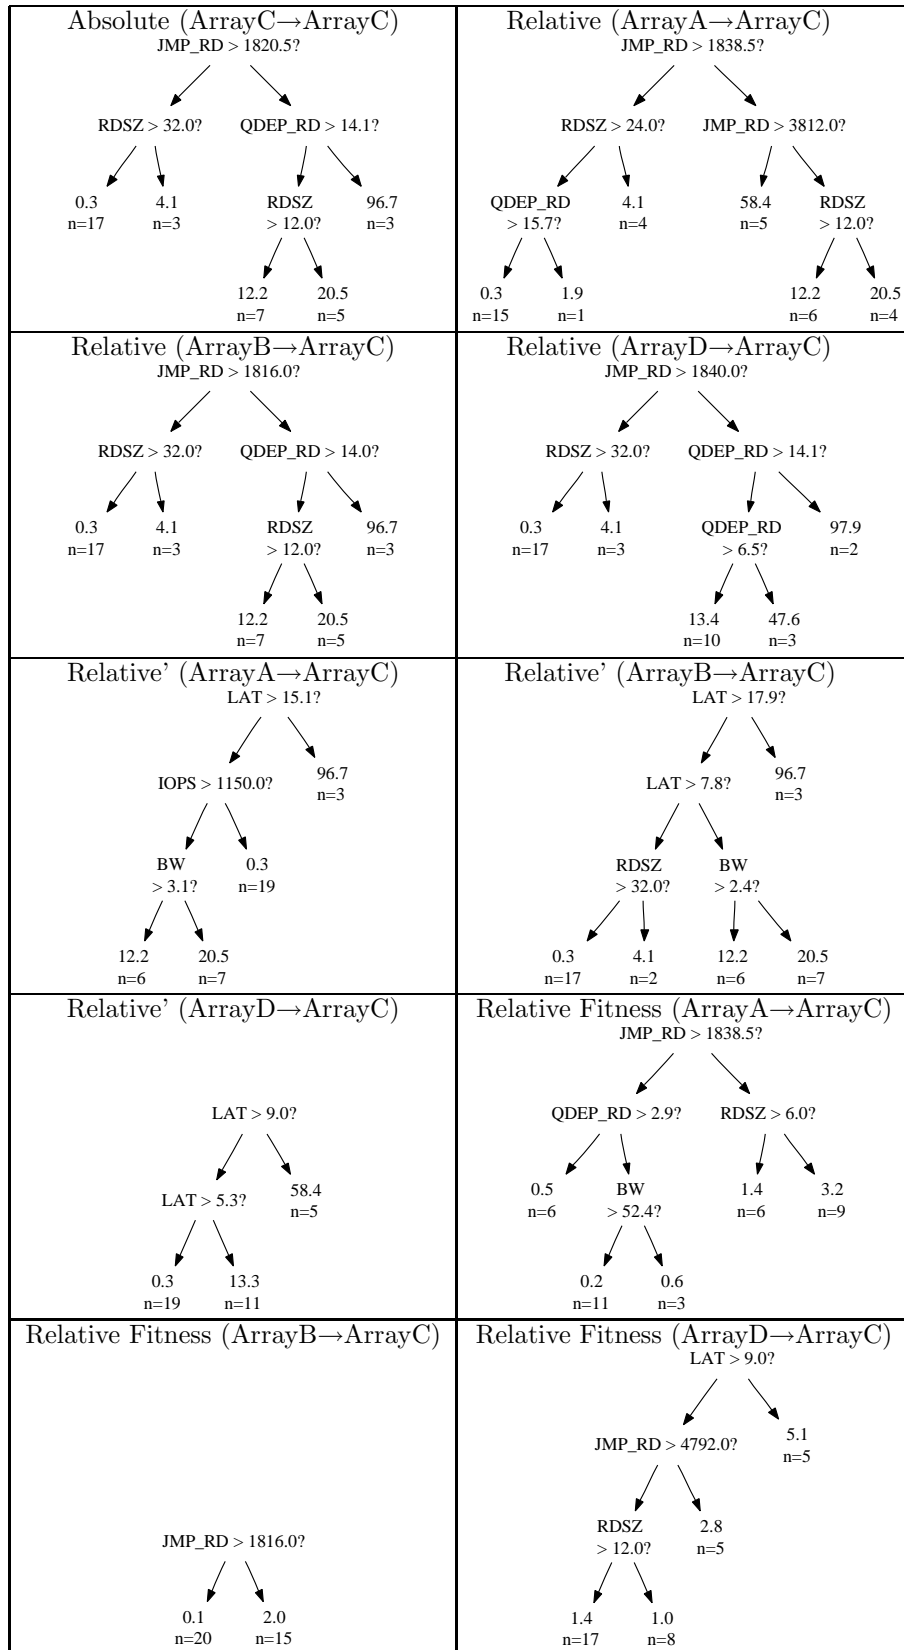 Absolute (ArrayC→ArrayC)
JMP_RD > 1820.5?
RDSZ > 32.0? QDEP_RD > 14.1?
0.3 4.1 RDSZ 96.7
n=17 n=3 > 12.0? n=3
12.2 20.5
n=7 n=5
Relative (ArrayA→ArrayC)
JMP_RD > 1838.5?
RDSZ > 24.0? JMP_RD > 3812.0?
QDEP_RD 4.1 58.4 RDSZ
> 15.7? n=4 n=5 > 12.0?
0.3 1.9 12.2 20.5
n=15 n=1 n=6 n=4
Relative (ArrayB→ArrayC)
JMP_RD > 1816.0?
RDSZ > 32.0? QDEP_RD > 14.0?
0.3 4.1 RDSZ 96.7
n=17 n=3 > 12.0? n=3
12.2 20.5
n=7 n=5
Relative (ArrayD→ArrayC)
JMP_RD > 1840.0?
RDSZ > 32.0? QDEP_RD > 14.1?
0.3 4.1 QDEP_RD 97.9
n=17 n=3 > 6.5? n=2
13.4 47.6
n=10 n=3
Relative’ (ArrayA→ArrayC)
LAT > 15.1?
IOPS > 1150.0? 96.7
n=3
BW 0.3
> 3.1? n=19
12.2 20.5
n=6 n=7
Relative’ (ArrayB→ArrayC)
LAT > 17.9?
LAT > 7.8? 96.7
n=3
RDSZ BW
> 32.0? > 2.4?
0.3 4.1 12.2 20.5
n=17 n=2 n=6 n=7
Relative’ (ArrayD→ArrayC)
LAT > 9.0?
LAT > 5.3? 58.4
n=5
0.3 13.3
n=19 n=11
Relative Fitness (ArrayA→ArrayC)
JMP_RD > 1838.5?
QDEP_RD > 2.9? RDSZ > 6.0?
0.5 BW 1.4 3.2
n=6 > 52.4? n=6 n=9
0.2 0.6
n=11 n=3
Relative Fitness (ArrayB→ArrayC)
JMP_RD > 1816.0?
0.1 2.0
n=20 n=15
Relative Fitness (ArrayD→ArrayC)
LAT > 9.0?
JMP_RD > 4792.0? 5.1
n=5
RDSZ 2.8
> 12.0? n=5
1.4 1.0
n=17 n=8